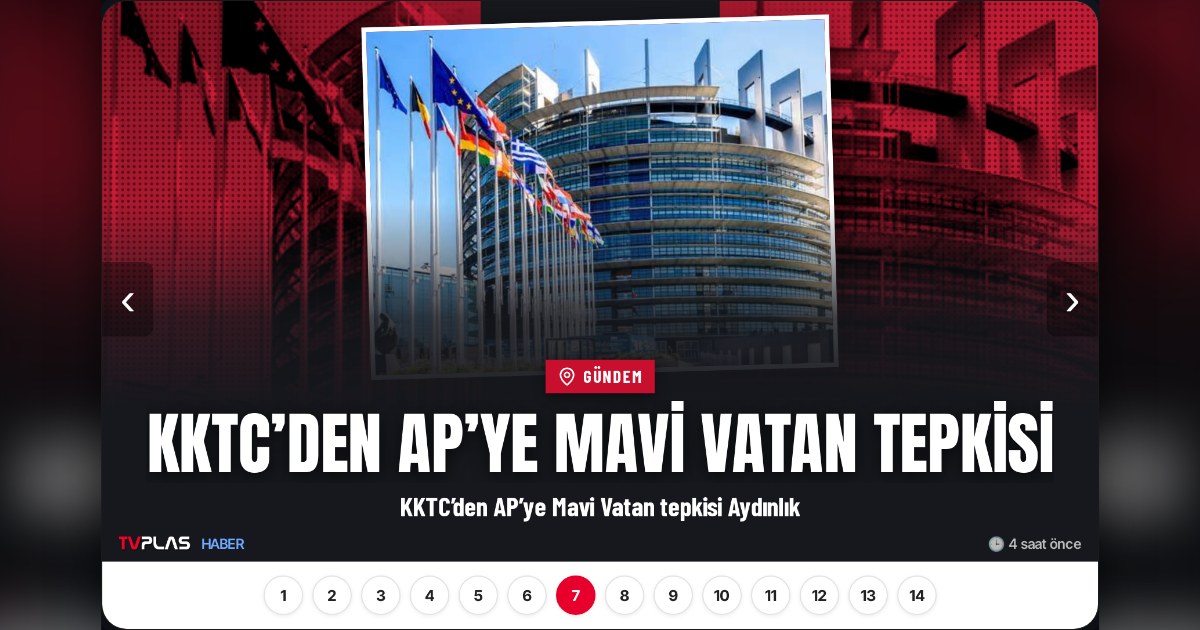 GÜNDEM
KKTC’DEN AP’YE MAVİ VATAN TEPKİSİ
KKTC’den AP’ye Mavi Vatan tepkisi Aydınlık
TVPLAS HABER
4 saat önce
1 2 3 4 5 6 7 8 9 10 11 12 13 14